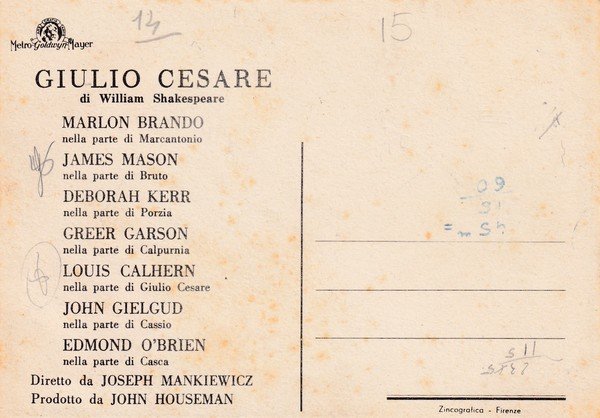 Metro-Goldwyn-Mayer
14
15
GIULIO CESARE
di William Shakespeare
MARLON BRANDO
nella parte di Marcantonio
JAMES MASON
nella parte di Bruto
DEBORAH KERR
nella parte di Porzia
GREER GARSON
nella parte di Calpurnia
LOUIS CALHERN
nella parte di Giulio Cesare
JOHN GIELGUD
nella parte di Cassio
EDMOND O'BRIEN
nella parte di Casca
Diretto da JOSEPH MANKIEWICZ
Prodotto da JOHN HOUSEMAN
Zincografica - Firenze